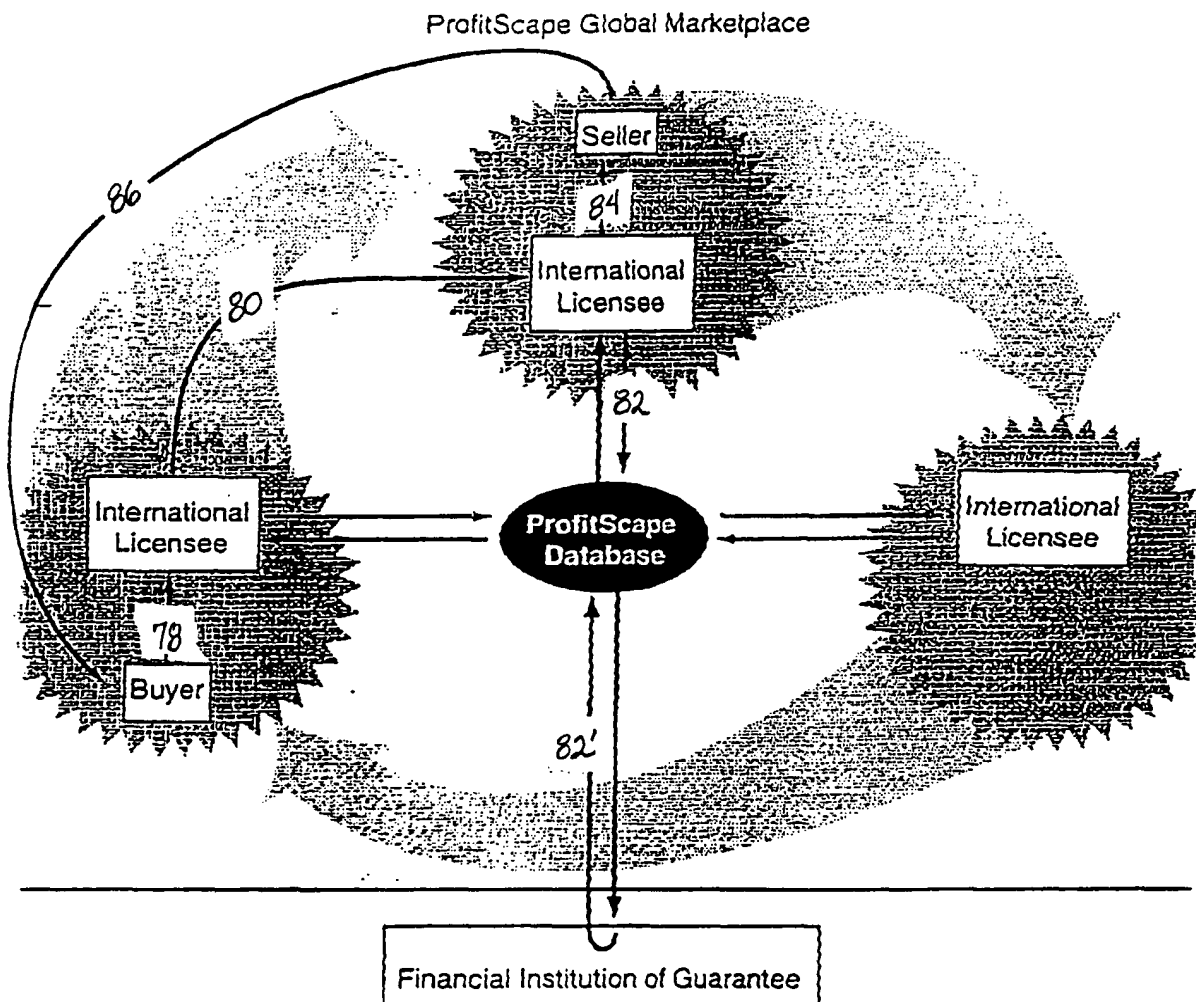 ProfitScape Global Marketplace
Seller
86
84
International
Licensee
80
82
International
Licensee
ProfitScape
Database
International
Licensee
78
Buyer
82'
Financial Institution of Guarantee